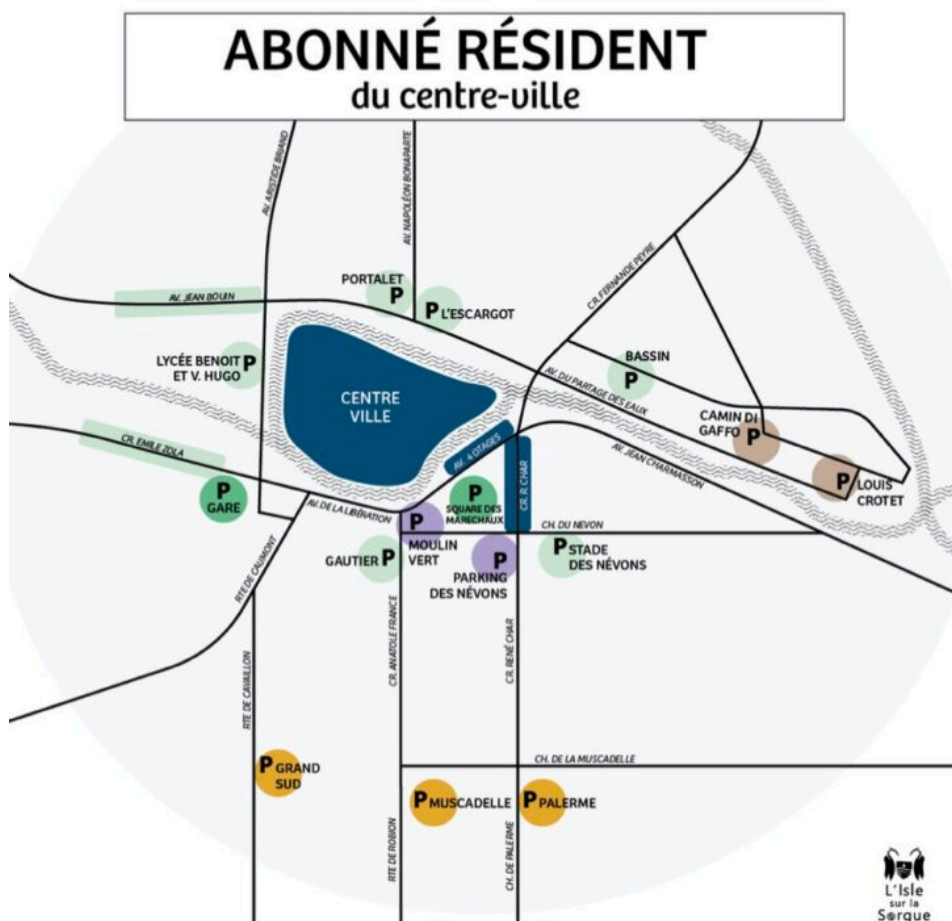 ABONNÉ RÉSIDENT
du centre-ville
AV. ARISTIDE BRIAND
AV. NAPOLÉON BONAPARTE
CR. FERNANDE PEYRE
PORTALET
P
P L'ESCARGOT
AV. JEAN BOUIN
LYCÉE BENOIT
ET V. HUGO
P
CENTRE
VILLE
BASSIN
P
AV. DU PARTAGE DES EAUX
CAMIN DI
GAFFO
P
P LOUIS
CROTET
AV. JEAN CHARMASSON
CR. EMILE ZOLA
P
GARE
AV. DE LA LIBÉRATION
AV. 4 OTAGES
P
SQUARE DES
MARECHAUX
CR. R. CHAR
P
MOULIN
VERT
CH. DU NEVON
GAUTIER P
P
PARKING
DES NÉVONS
P STADE
DES NÉVONS
RTE DE CAUMONT
RTE DE CAVAILLON
CR. ANATOLE FRANCE
CR. RENÉ CHAR
P GRAND
SUD
CH. DE LA MUSCADELLE
P MUSCADELLE
P PALERME
RTE DE ROBION
CH. DE PALERME
L'Isle
sur la
Sorgue